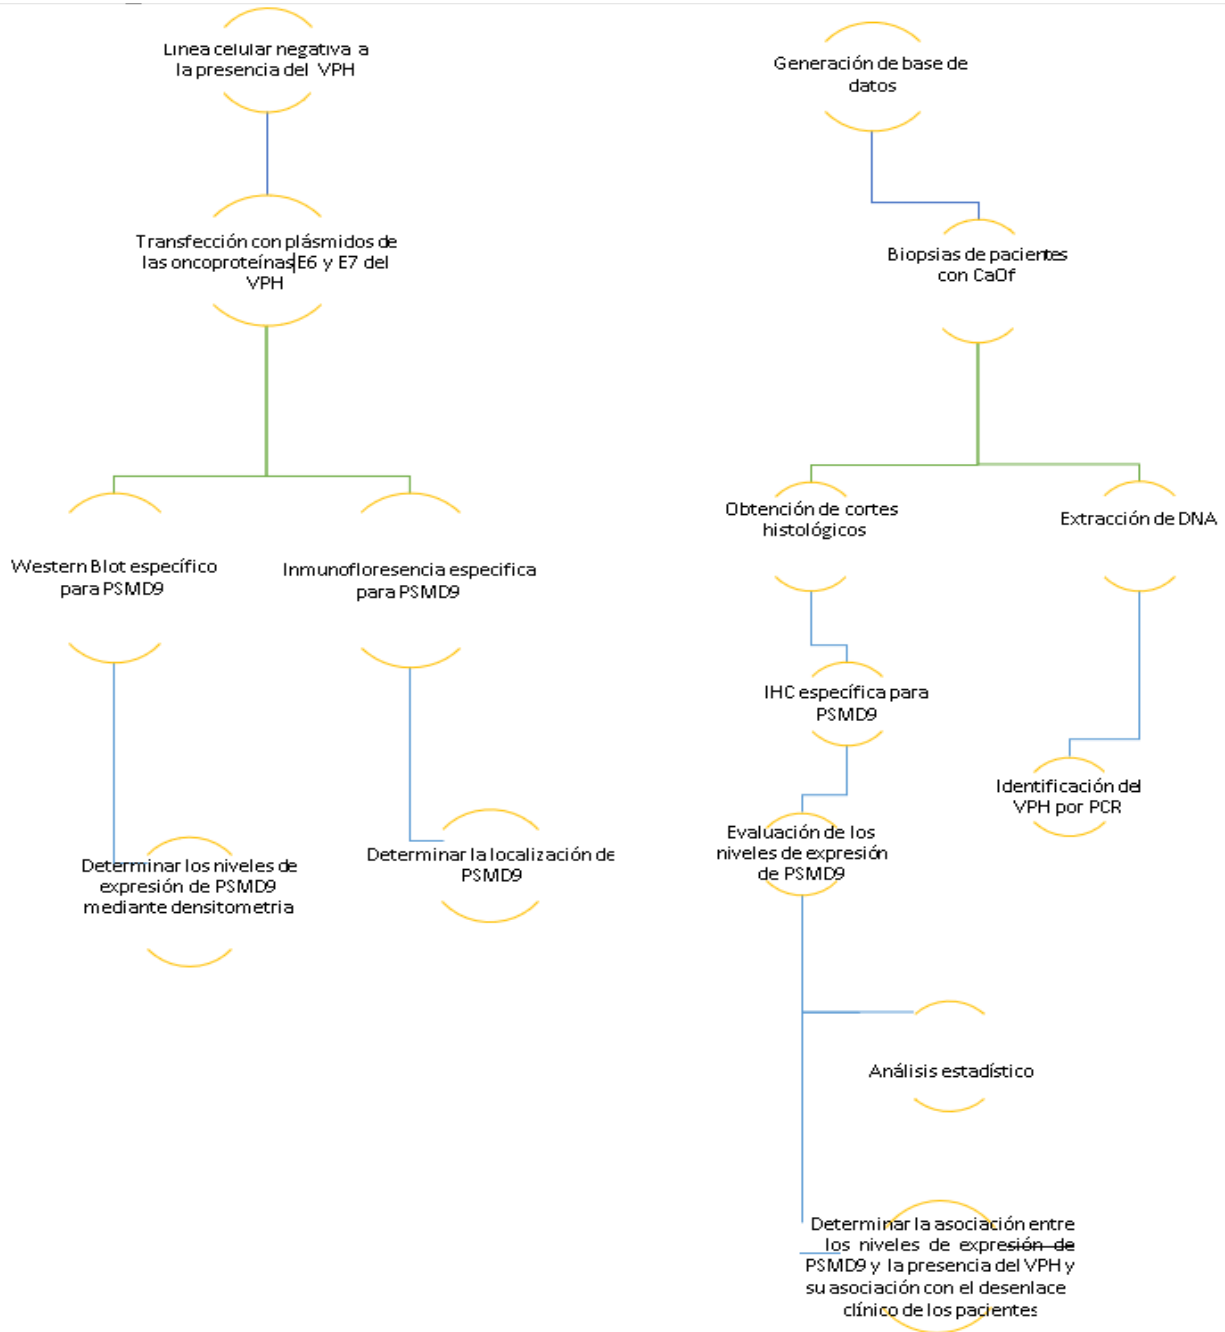 Linea celular negativa a
la presencia del VPH
Transfección con plásmidos de
las oncoproteínas E6 y E7 del
VPH
Western Blot específico
para PSMD9
Inmunofloresencia especifica
para PSMD9
Determinar los niveles de
expresión de PSMD9
mediante densitometria
Determinar la localización de
PSMD9
Generación de base de
datos
Biopsias de pacientes
con CaOf
Obtención de cortes
histológicos
Extracción de DNA
IHC específica para
PSMD9
Identificación del
VPH por PCR
Evaluación de los
niveles de expresión
de PSMD9
Análisis estadístico
Determinar la asociación entre
los niveles de expresión de
PSMD9 y la presencia del VPH y
su asociación con el desenlace
clínico de los pacientes